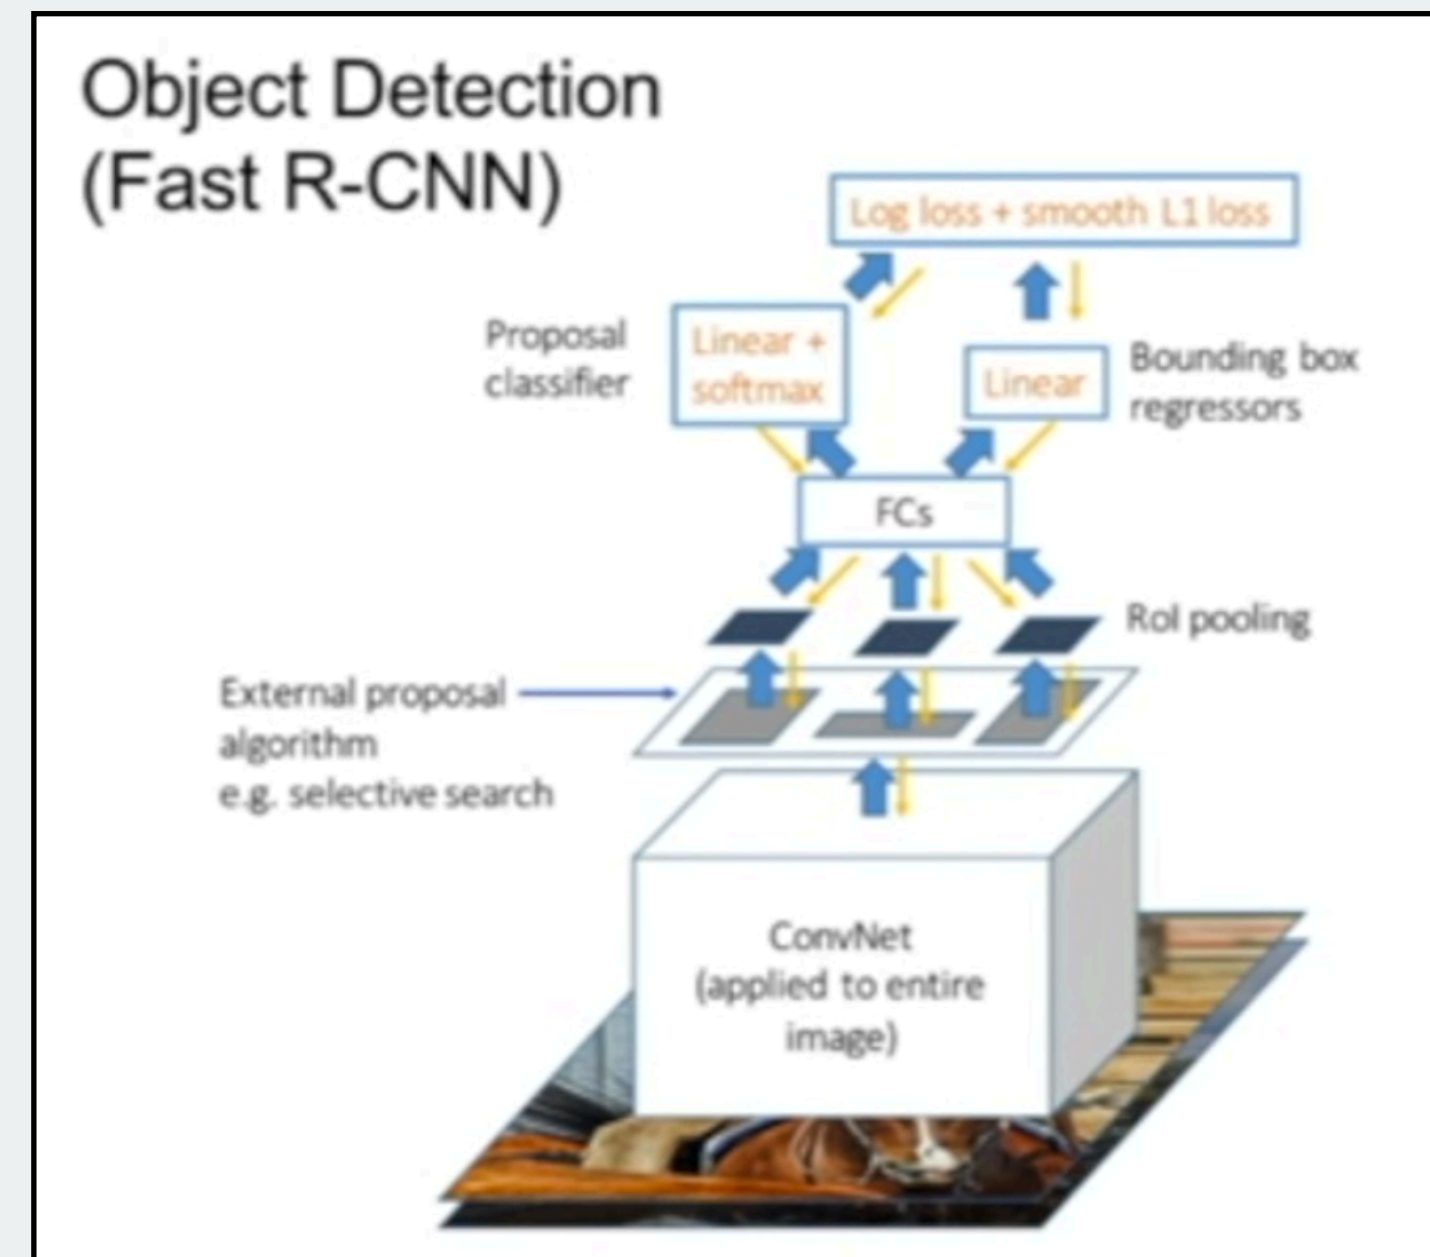 Object Detection
(Fast R-CNN)
Log loss + smooth L1 loss
Proposal
classifier
Linear +
softmax
Linear
Bounding box
regressors
FCs
RoI pooling
External proposal
algorithm
e.g. selective search
ConvNet
(applied to entire
image)